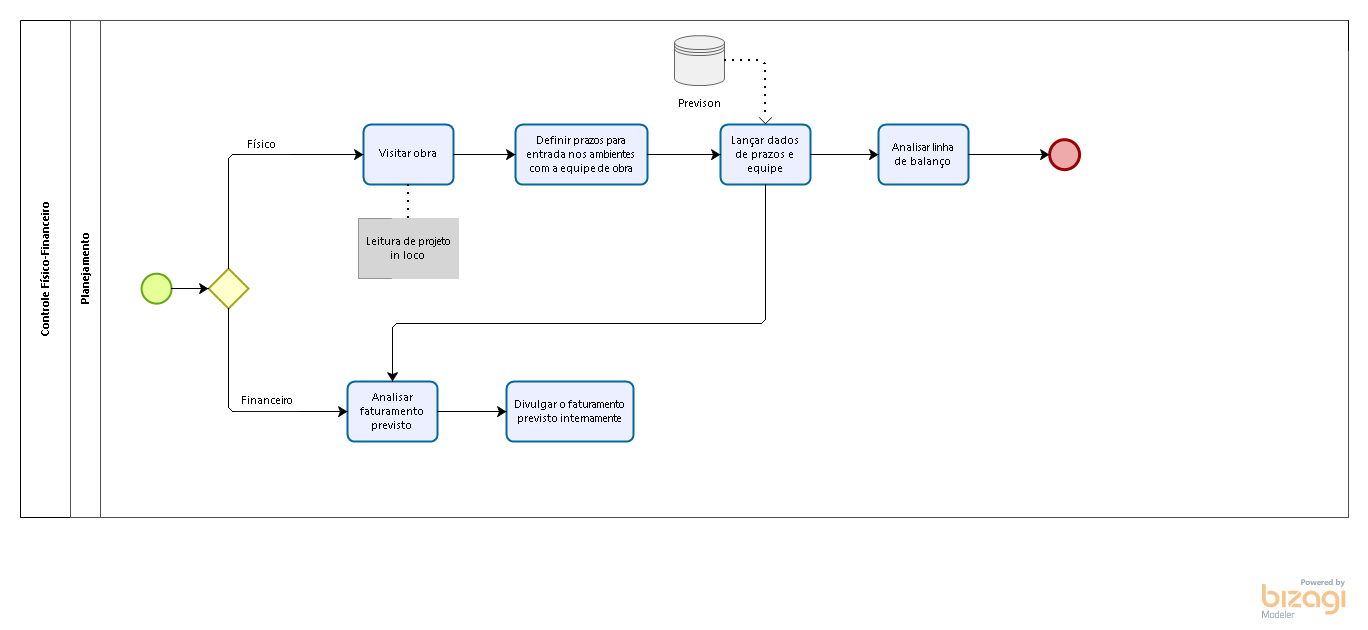 Controle Físico-Financeiro
Planejamento
Previson
Físico
Visitar obra
Definir prazos para
entrada nos ambientes
com a equipe de obra
Lançar dados
de prazos e
equipe
Analisar linha
de balanço
Leitura de projeto
in loco
Financeiro
Analisar
faturamento
previsto
Divulgar o faturamento
previsto internamente
Powered by
bizagi
Modeler